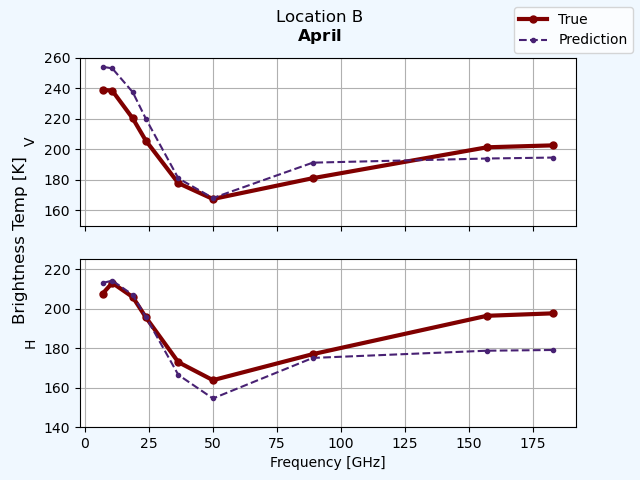 Location B
April
True
Prediction
Brightness Temp [K]
V
260
240
220
200
180
160
H
220
200
180
160
140
0
25
50
75
100
125
150
175
Frequency [GHz]